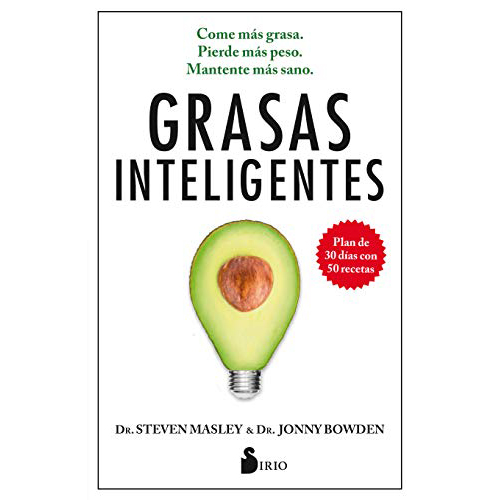 Come más grasa.
Pierde más peso.
Mantente más sano.
GRASAS
INTELIGENTES
Plan de
30 días con
50 recetas
DR. STEVEN MASLEY & DR. JONNY BOWDEN
SIRIO